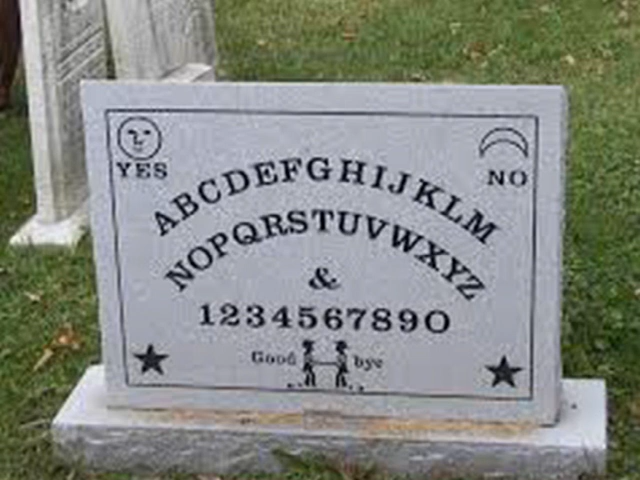 YES NO
ABCDEFGHIJKLM
NOPQRSTUVWXYZ
&
1234567890
Good bye